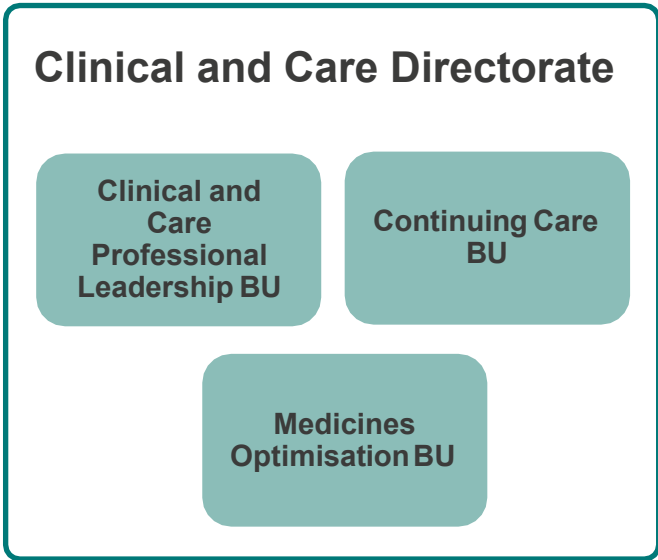 Clinical and Care Directorate
Clinical and
Care
Professional
Leadership BU
Continuing Care
BU
Medicines
Optimisation BU